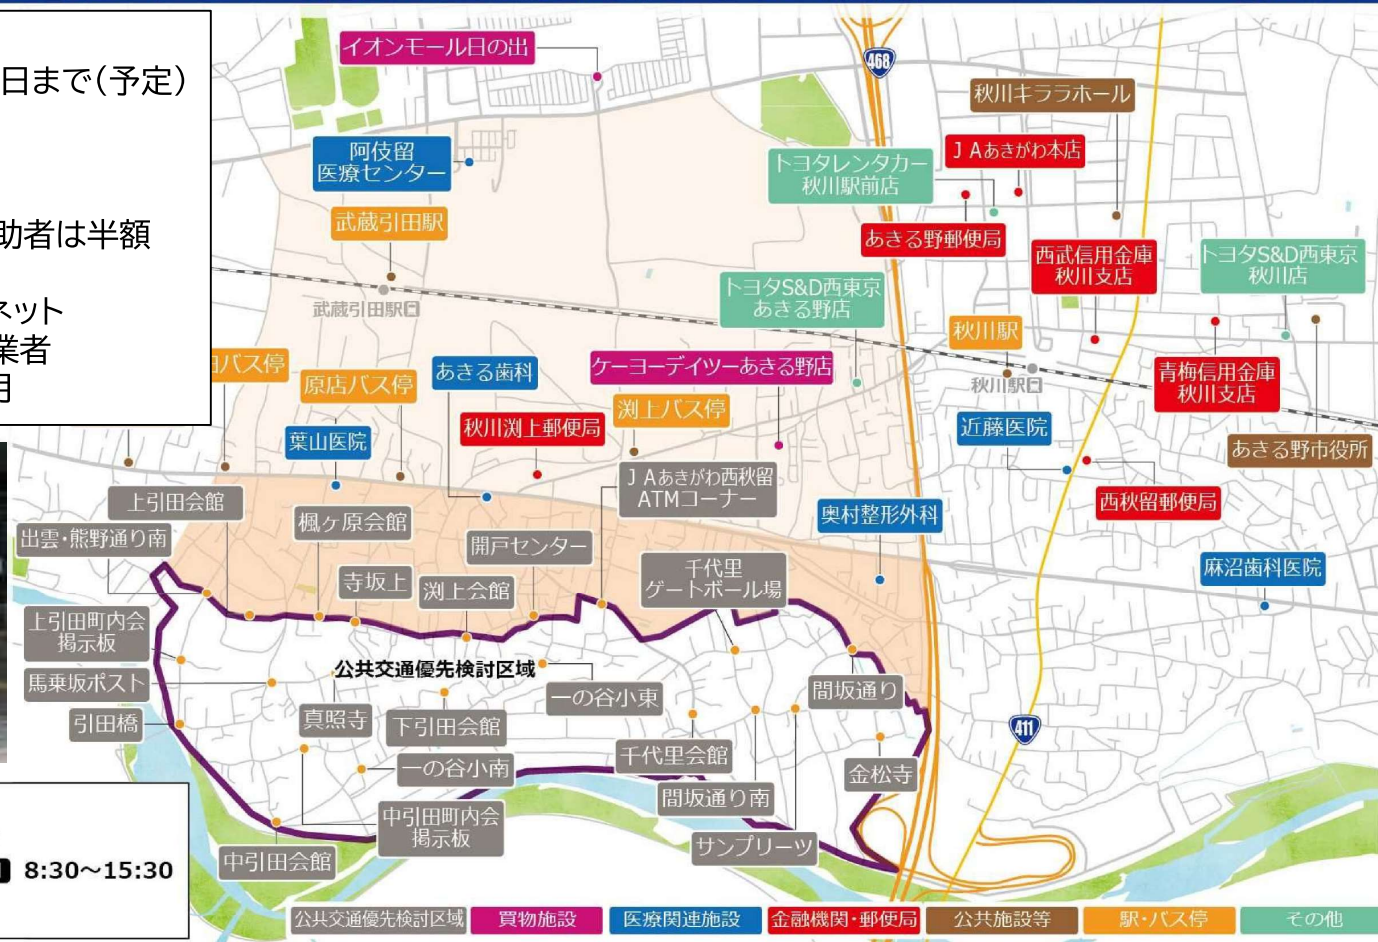 日まで(予定)
助者は半額
ネット
業者
イオンモール日の出
468
秋川キララホール
阿伎留
医療センター
トヨタレンタカー
秋川駅前店
JAあきがわ本店
武蔵引田駅
あきる野郵便局
西武信用金庫
秋川支店
トヨタS&D西東京
秋川店
武蔵引田駅
トヨタS&D西東京
あきる野店
秋川駅
バス停
原店バス停
あきる歯科
ケーヨーデイツーあきる野店
秋川駅
青梅信用金庫
秋川支店
渕上バス停
葉山医院
秋川渕上郵便局
近藤医院
あきる野市役所
JAあきがわ西秋留
ATMコーナー
上引田会館
楓ヶ原会館
奥村整形外科
西秋留郵便局
出雲・熊野通り南
開戸センター
千代里
ゲートボール場
麻沼歯科医院
寺坂上
渕上会館
上引田町内会
掲示板
公共交通優先検討区域
馬乗坂ポスト
一の谷小東
間坂通り
引田橋
真照寺
下引田会館
411
千代里会館
一の谷小南
金松寺
間坂通り南
中引田町内会
掲示板
サンプリーツ
中引田会館
8:30～15:30
公共交通優先検討区域
買物施設
医療関連施設
金融機関・郵便局
公共施設等
駅・バス停
その他